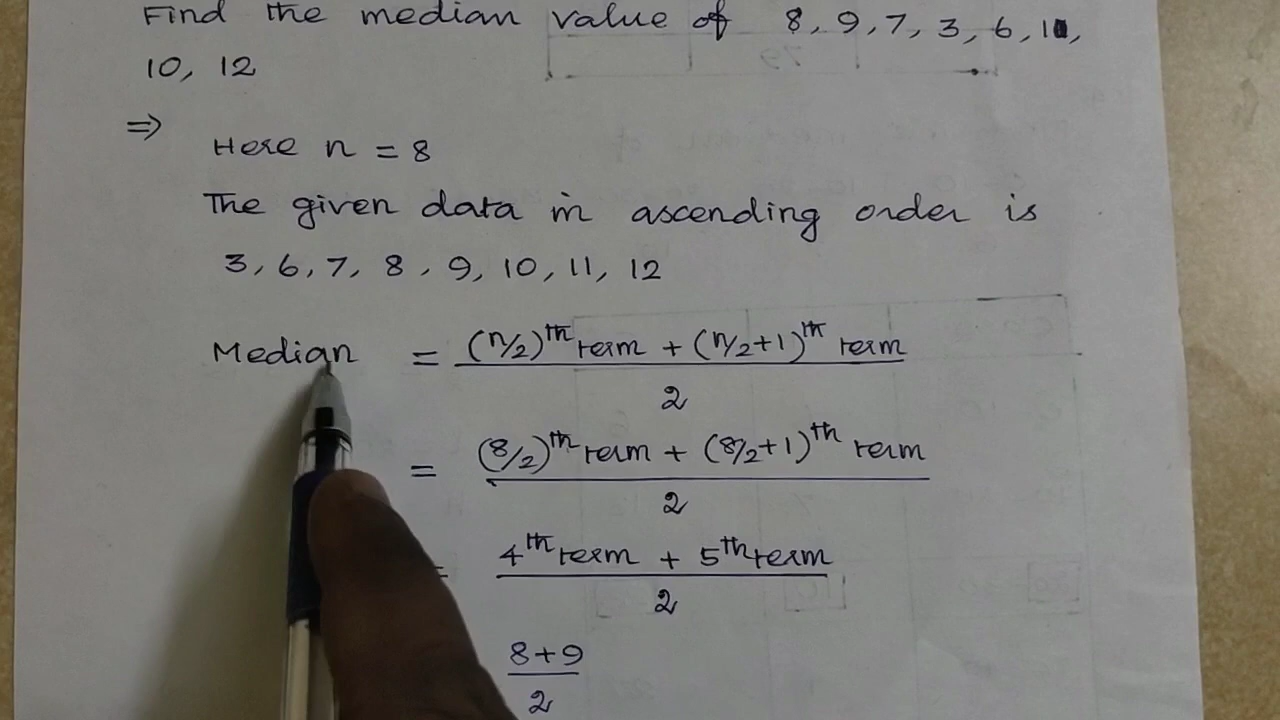 Find the median value of 8, 9, 7, 3, 6, 11,
10, 12
⇒
Here n = 8
The given data in ascending order is
3, 6, 7, 8, 9, 10, 11, 12
Median = (n/2)th term + (n/2+1)th term
2
= (8/2)th term + (8/2+1)th term
2
= 4th term + 5th term
2
8+9
2